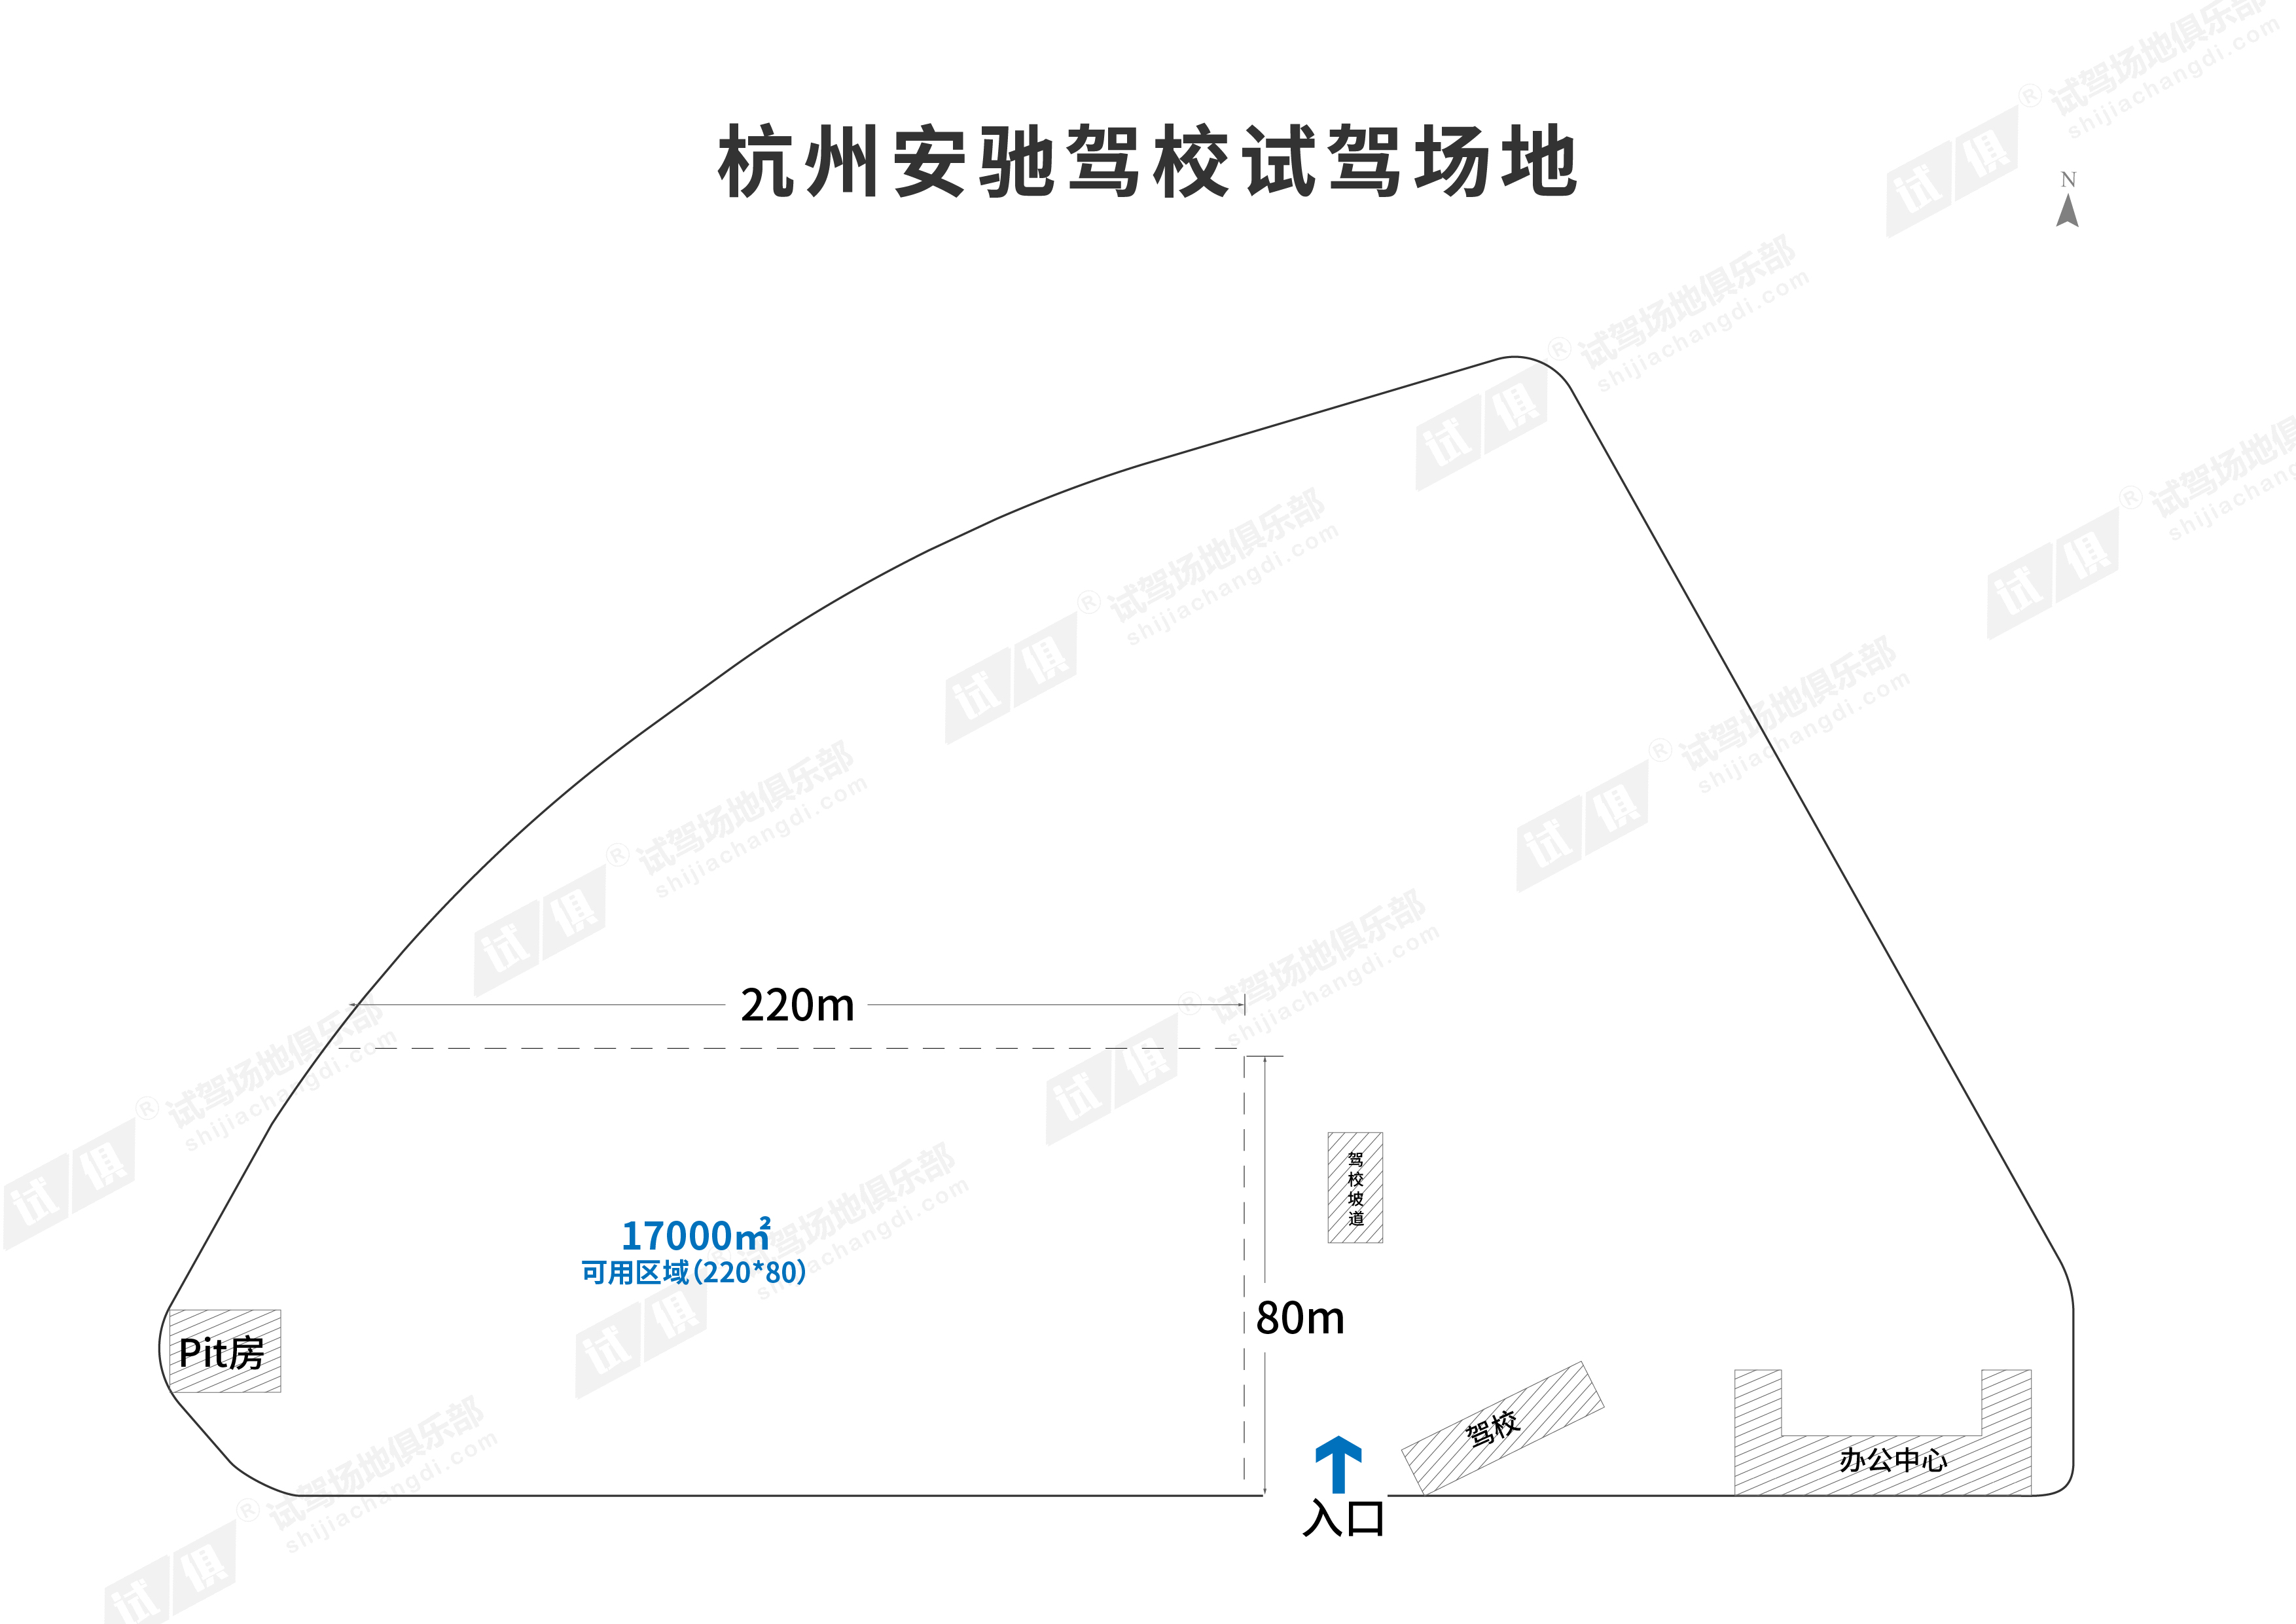 杭州安驰驾校试驾场地
N
220m
驾校坡道
17000m²
可用区域（220*80）
80m
Pit房
驾校
办公中心
入口
试俱® 试驾场地俱乐部
shijiachangdi.com